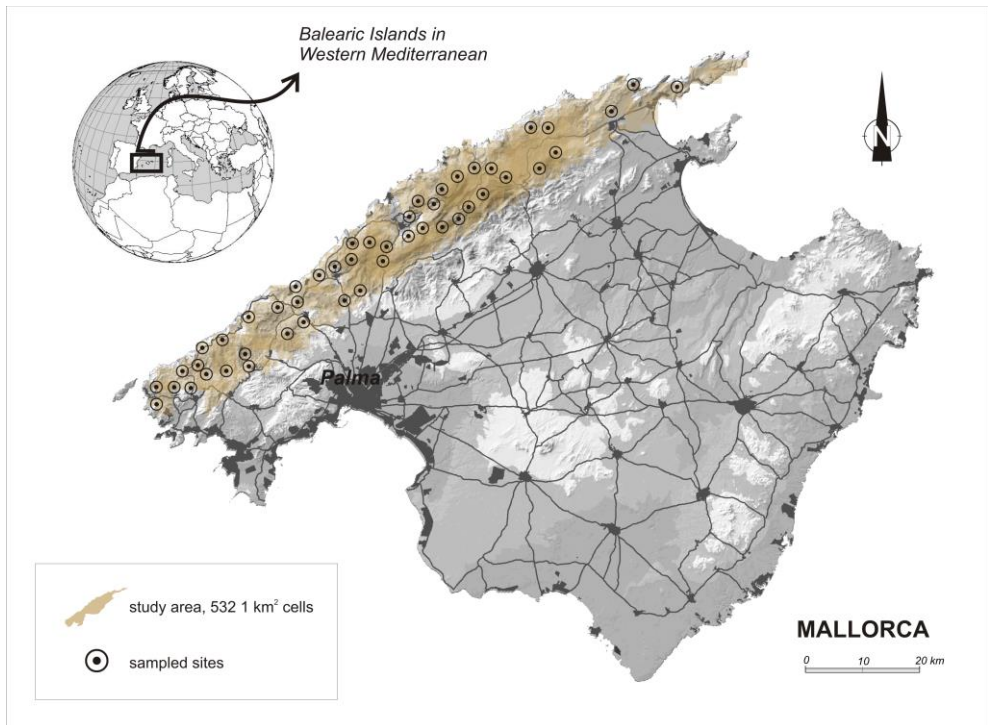 Balearic Islands in
Western Mediterranean
N
Palma
study area, 532 1 km² cells
sampled sites
MALLORCA
0 10 20 km